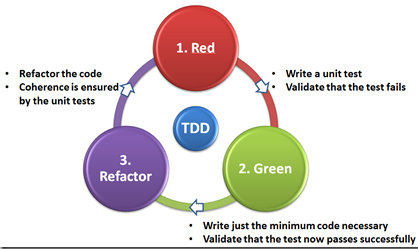 1. Red
• Refactor the code
• Coherence is ensured
by the unit tests
• Write a unit test
• Validate that the test fails
TDD
3.
Refactor
2. Green
• Write just the minimum code necessary
• Validate that the test now passes successfully